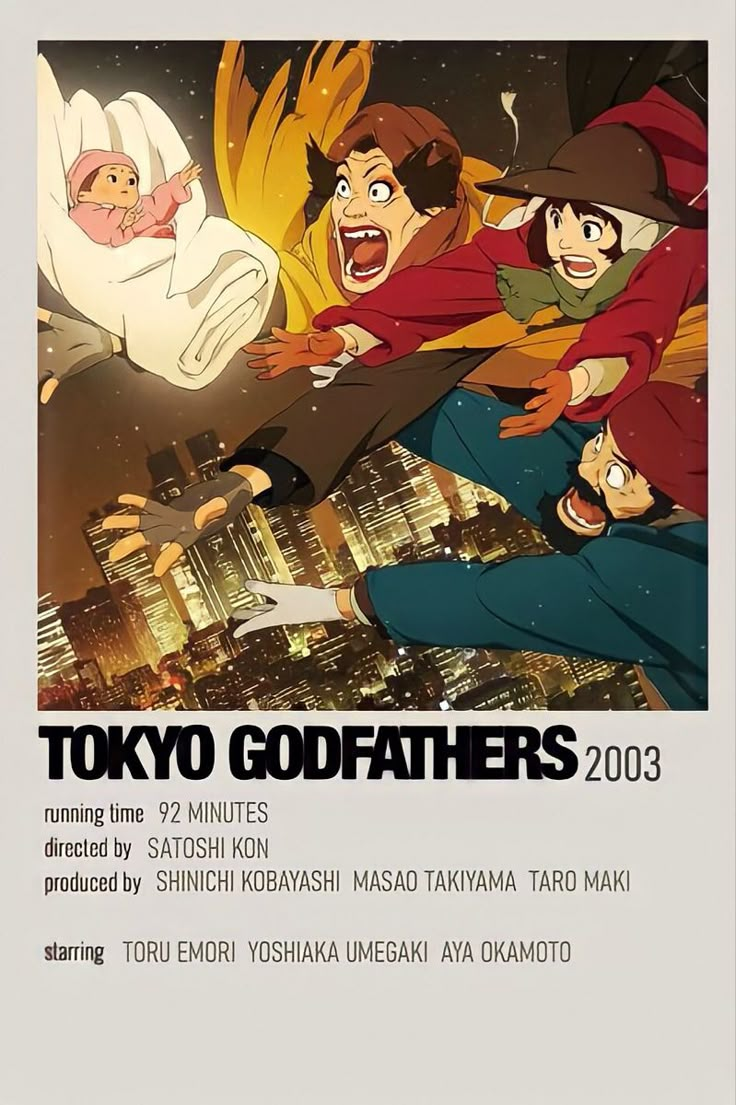 TOKYO GODFATHERS 2003
running time 92 MINUTES
directed by SATOSHI KON
produced by SHINICHI KOBAYASHI MASAO TAKIYAMA TARO MAKI
starring TORU EMORI YOSHIAKA UMEGAKI AYA OKAMOTO